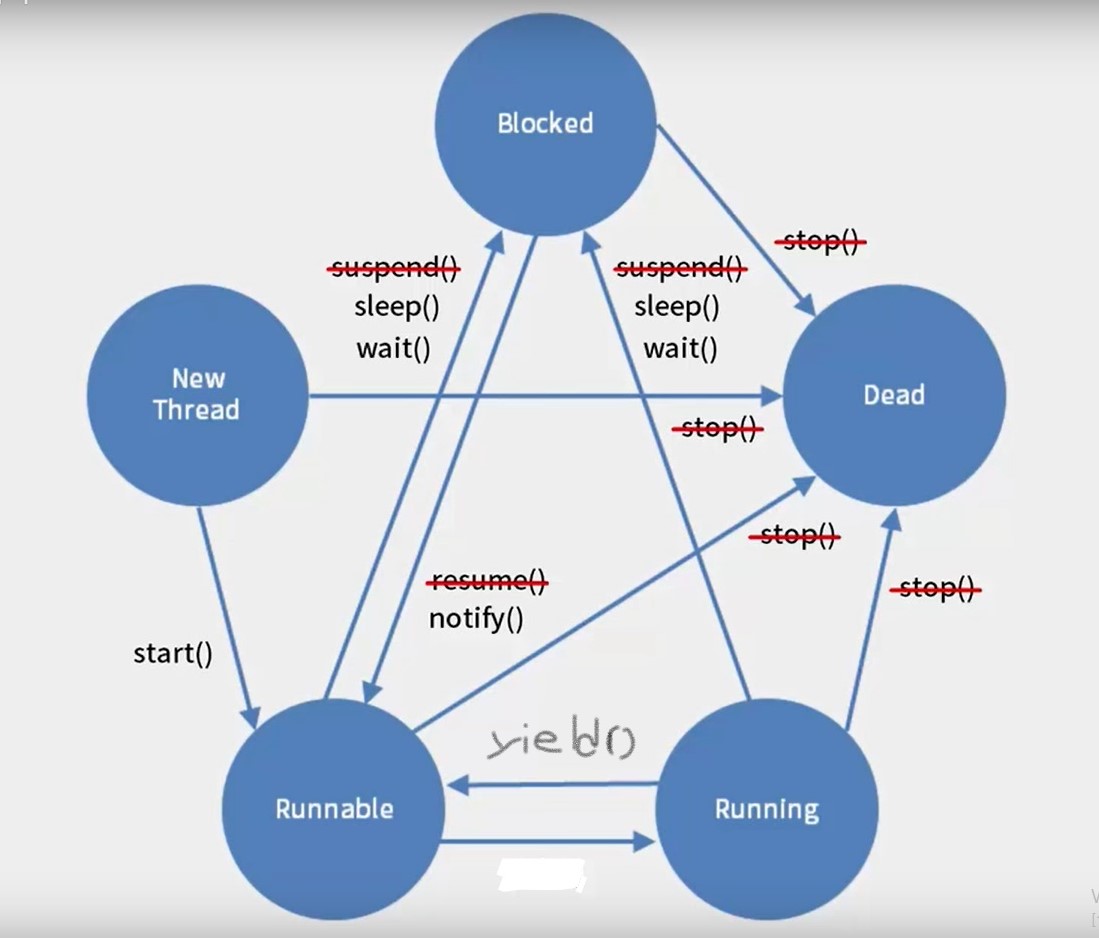 Blocked
stop()
suspend()
sleep()
wait()
suspend()
sleep()
wait()
New
Thread
Dead
stop()
stop()
resume()
notify()
stop()
start()
yield()
Runnable
Running